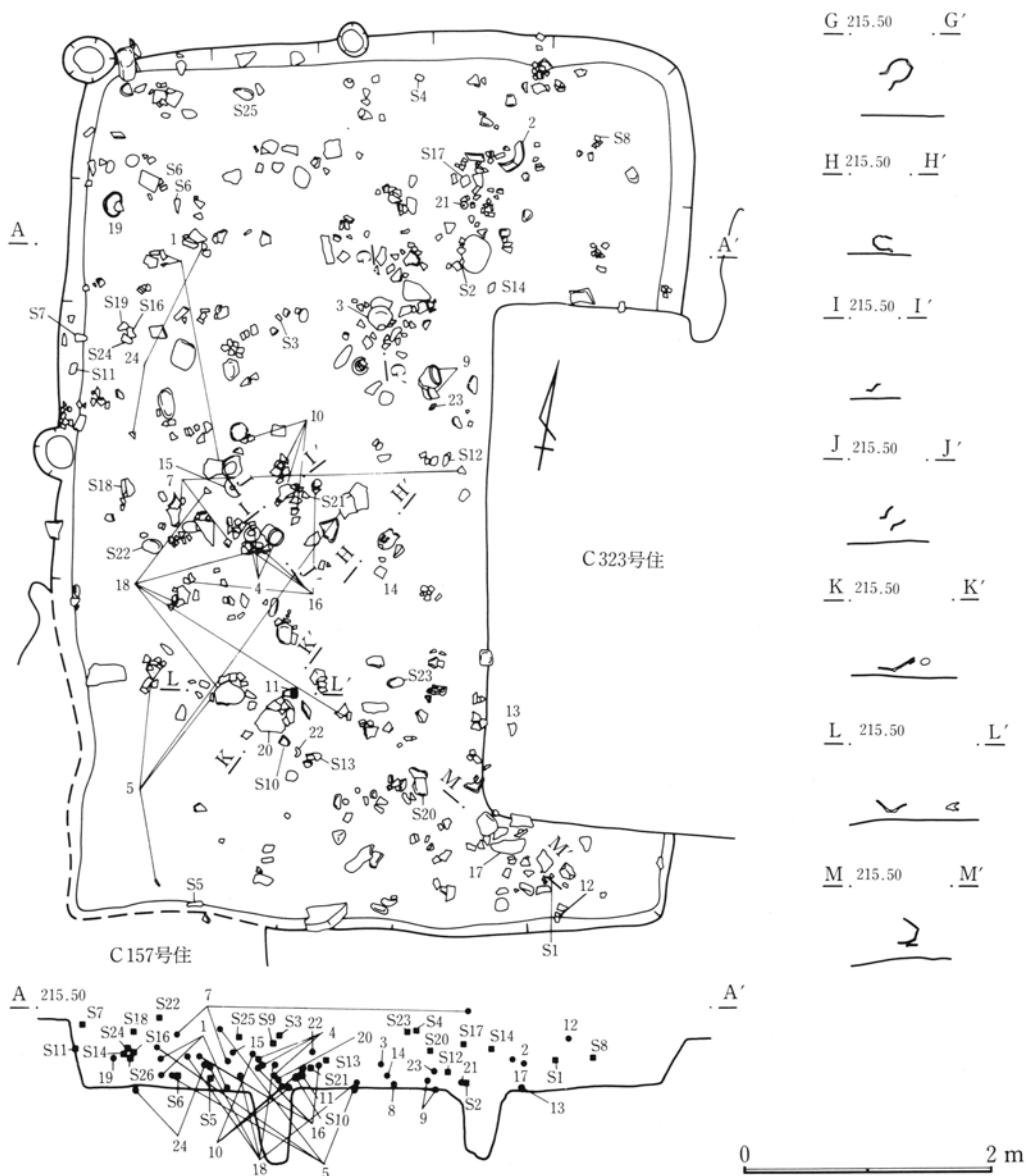 G 215.50 G′
H 215.50 H′
I 215.50 I′
J 215.50 J′
K 215.50 K′
L 215.50 L′
M 215.50 M′
S25
S4
2
S8
S17
S6
S6
21
19
A
1
G
A′
S2
S14
3
S19
S16
S7
S3
S24
24
G′
S11
9
23
10
15
I′
S12
7
S18
S21
H′
I
J
S22
H
C323号住
18
4
J′
14
16
K′
L
11
L′
S23
13
20
22
K
S10
S13
M
5
S20
17
M′
S5
12
C157号住
S1
A 215.50
A′
7
S22
S7
S18
1
S25
S9
S3
22
4
S23
S4
S17
12
S24
S16
15
20
S20
S14
S8
S11
S14
3
14
S13
S12
2
S1
19
S26
23
21
S6
S5
S21
11
S10
8
9
S2
17
13
24
10
16
18
5
0 2m